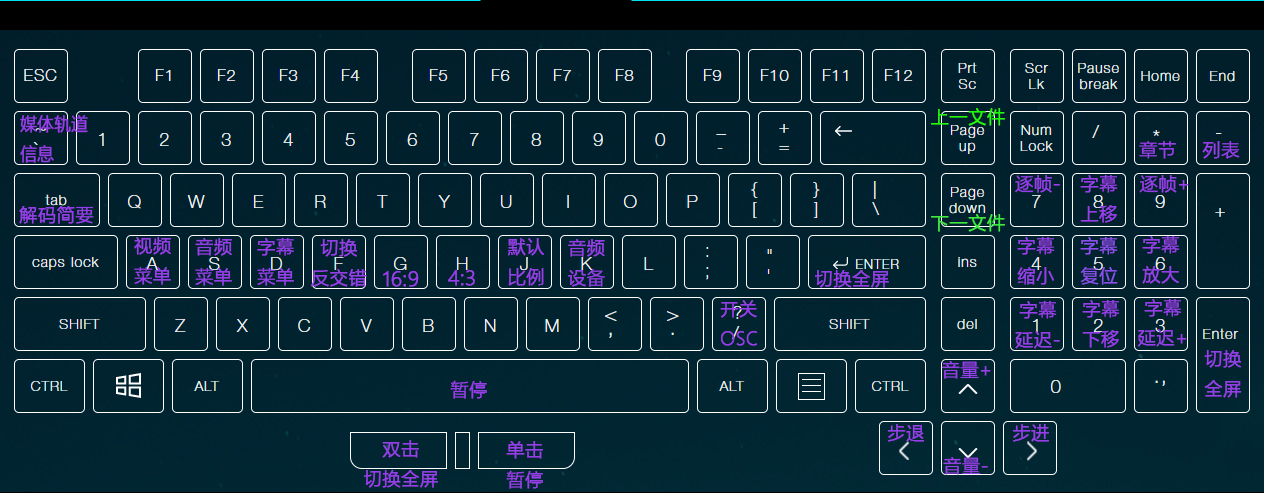 ESC F1 F2 F3 F4 F5 F6 F7 F8 F9 F10 F11 F12 Prt Sc Scr Lk Pause break Home End
媒体轨道
信息
~ ` 1 2 3 4 5 6 7 8 9 0 _ - + = ←
上一文件
Page up
Num Lock / *
章节
-
列表
tab
解码简要
Q W E R T Y U I O P { [ } ] | \
Page down
下一文件
逐帧-
7
字幕
8
上移
逐帧+
9
+
caps lock
视频
A
菜单
音频
S
菜单
字幕
D
菜单
切换
F
反交错
G
16:9
H
4:3
默认
J
比例
音频
K
设备
L : ; " '
↵ ENTER
切换全屏
ins
字幕
4
缩小
字幕
5
复位
字幕
6
放大
SHIFT Z X C V B N M < , > .
开关
? /
OSC
SHIFT
del
字幕
1
延迟-
字幕
2
下移
字幕
3
延迟+
Enter
切换
全屏
CTRL ALT
暂停
ALT CTRL
音量+
0 . ,
双击
切换全屏
单击
暂停
步退
音量-
步进